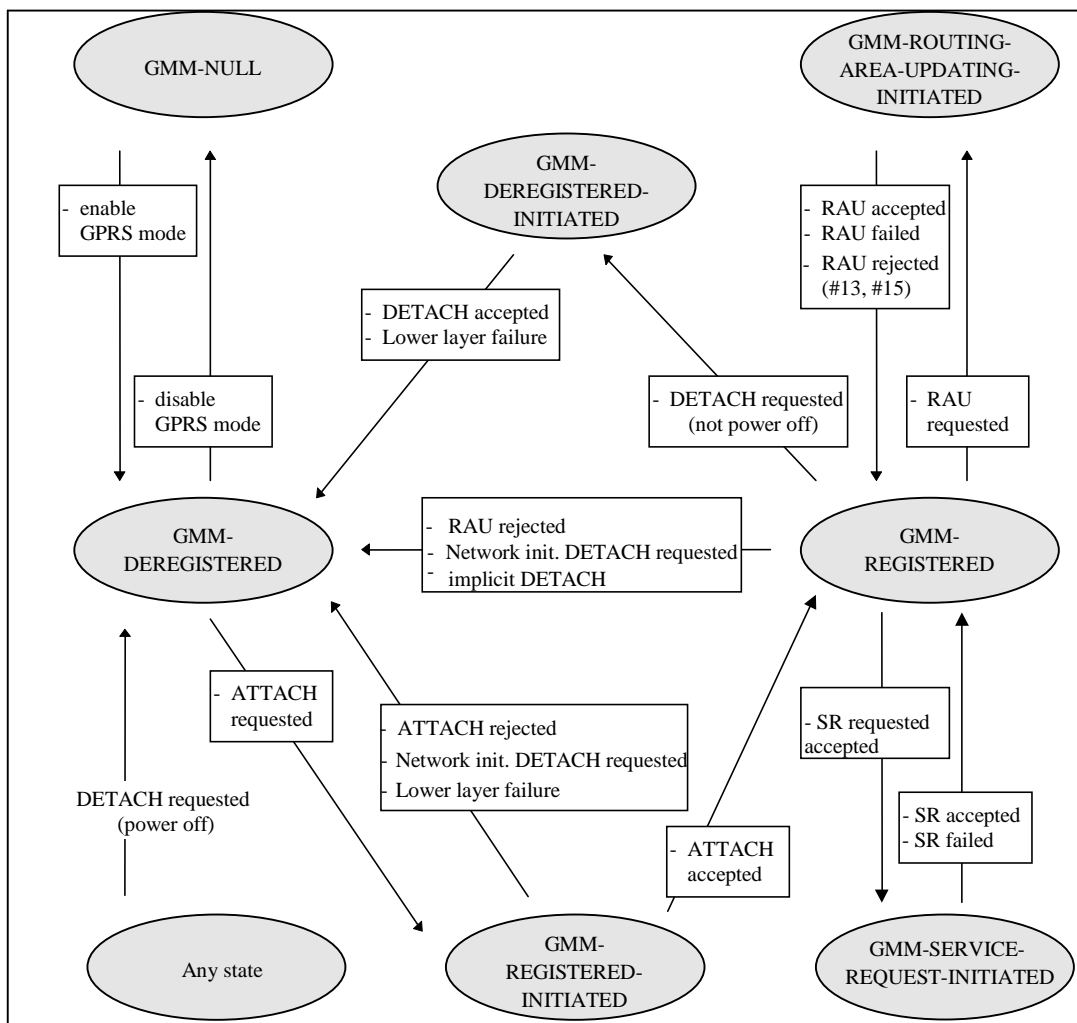 GMM-NULL
GMM-ROUTING-
AREA-UPDATING-
INITIATED
GMM-
DEREGISTERED-
INITIATED
- enable
GPRS mode
- RAU accepted
- RAU failed
- RAU rejected
(#13, #15)
- DETACH accepted
- Lower layer failure
- disable
GPRS mode
- DETACH requested
(not power off)
- RAU
requested
GMM-
DEREGISTERED
- RAU rejected
- Network init. DETACH requested
- implicit DETACH
GMM-
REGISTERED
- ATTACH
requested
- ATTACH rejected
- Network init. DETACH requested
- Lower layer failure
- SR requested
accepted
DETACH requested
(power off)
- ATTACH
accepted
- SR accepted
- SR failed
Any state
GMM-
REGISTERED-
INITIATED
GMM-SERVICE-
REQUEST-INITIATED